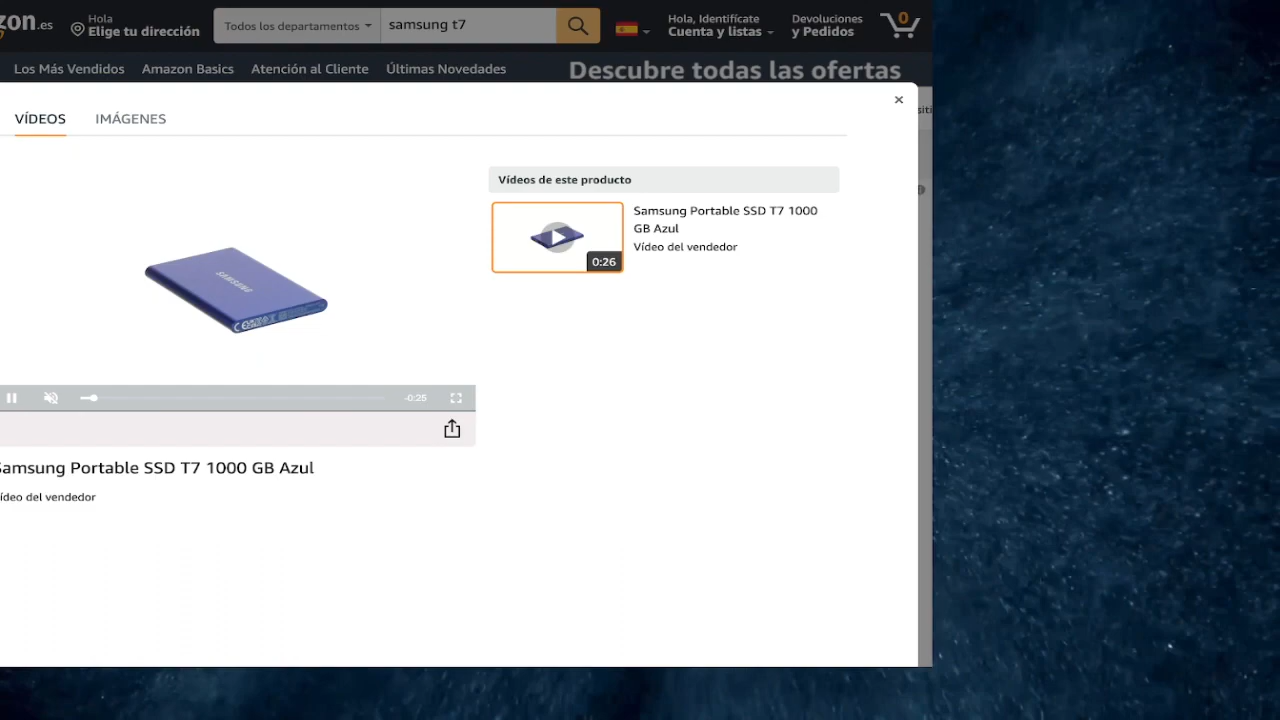 zon.es
Hola
Elige tu dirección
Todos los departamentos
samsung t7
Hola, Identifícate
Cuenta y listas
Devoluciones
y Pedidos
0
Los Más Vendidos
Amazon Basics
Atención al Cliente
Últimas Novedades
Descubre todas las ofertas
VÍDEOS
IMÁGENES
Vídeos de este producto
Samsung Portable SSD T7 1000
GB Azul
Vídeo del vendedor
0:26
SAMSUNG
-0:25
Samsung Portable SSD T7 1000 GB Azul
ídeo del vendedor